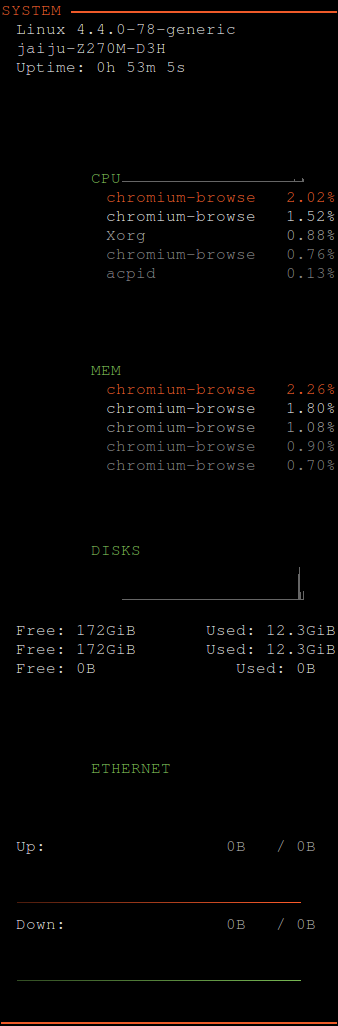 SYSTEM
Linux 4.4.0-78-generic
jaiju-Z270M-D3H
Uptime: 0h 53m 5s
CPU
chromium-browse 2.02%
chromium-browse 1.52%
Xorg 0.88%
chromium-browse 0.76%
acpid 0.13%
MEM
chromium-browse 2.26%
chromium-browse 1.80%
chromium-browse 1.08%
chromium-browse 0.90%
chromium-browse 0.70%
DISKS
Free: 172GiB Used: 12.3GiB
Free: 172GiB Used: 12.3GiB
Free: 0B Used: 0B
ETHERNET
Up: 0B / 0B
Down: 0B / 0B